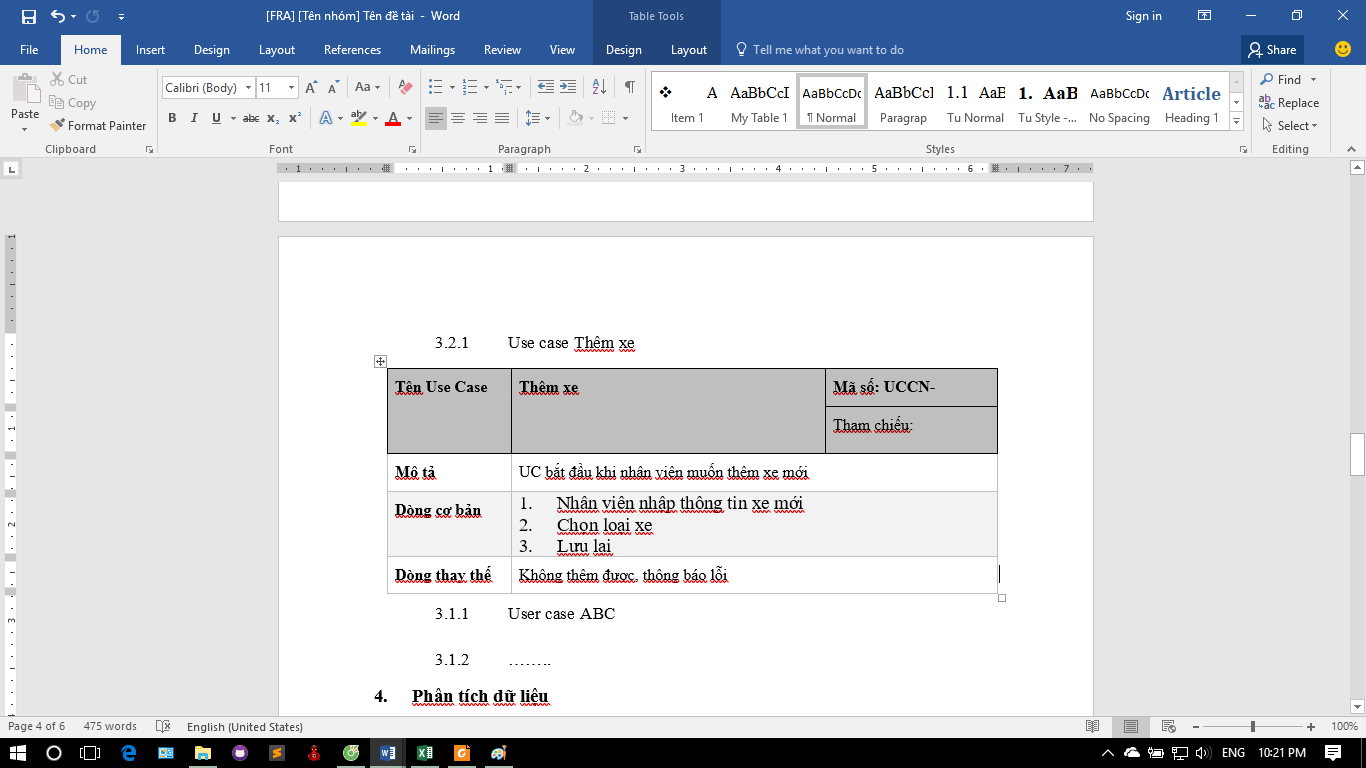 [FRA] [Tên nhóm] Tên đề tài - Word
Table Tools
Sign in
File
Home
Insert
Design
Layout
References
Mailings
Review
View
Design
Layout
Tell me what you want to do
Share
Paste
Cut
Copy
Format Painter
Clipboard
Calibri (Body)
11
Font
Paragraph
A
Item 1
AaBbCcI
My Table 1
AaBbCcDc
¶ Normal
AaBbCcI
Paragrap
1.1 AaE
Tu Normal
1. AaB
Tu Style -...
AaBbCcDc
No Spacing
Article
Heading 1
Styles
Find
Replace
Select
Editing
1 1 2 3 4 5 6 7
3.2.1 Use case Thêm xe
Tên Use Case
Thêm xe
Mã số: UCCN-
Tham chiếu:
Mô tả
UC bắt đầu khi nhân viên muốn thêm xe mới
Dòng cơ bản
1. Nhân viên nhập thông tin xe mới
2. Chọn loại xe
3. Lưu lại
Dòng thay thế
Không thêm được, thông báo lỗi
3.1.1 User case ABC
3.1.2 ……..
4. Phân tích dữ liệu
Page 4 of 6
475 words
English (United States)
100%
ENG
10:21 PM